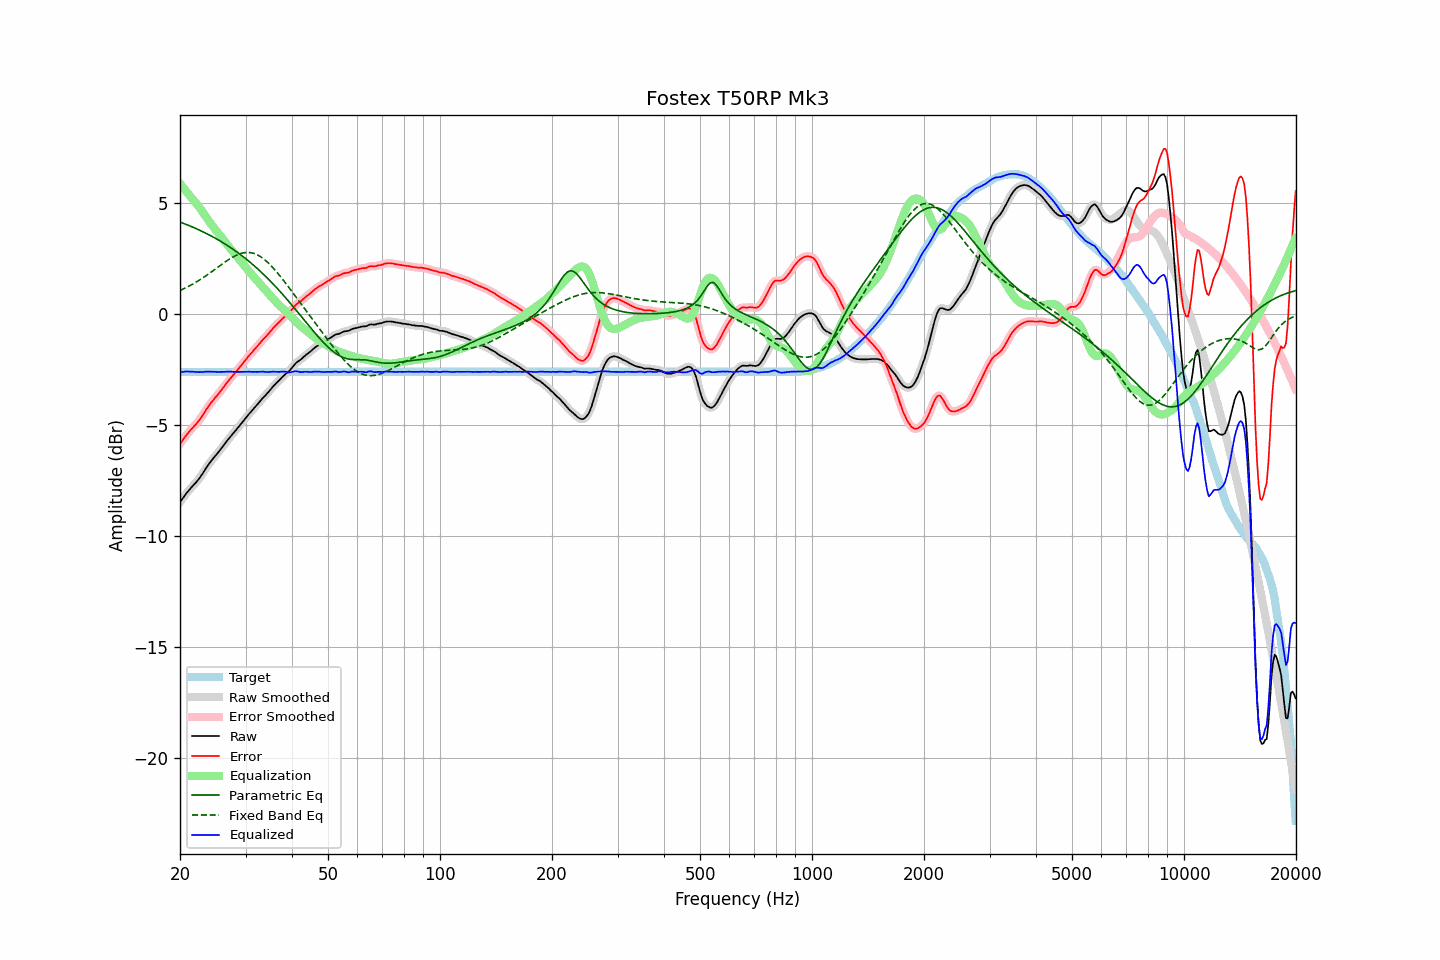 Fostex T50RP Mk3
Amplitude (dBr)
5
0
−5
−10
−15
−20
Target
Raw Smoothed
Error Smoothed
Raw
Error
Equalization
Parametric Eq
Fixed Band Eq
Equalized
20 50 100 200 500 1000 2000 5000 10000 20000
Frequency (Hz)